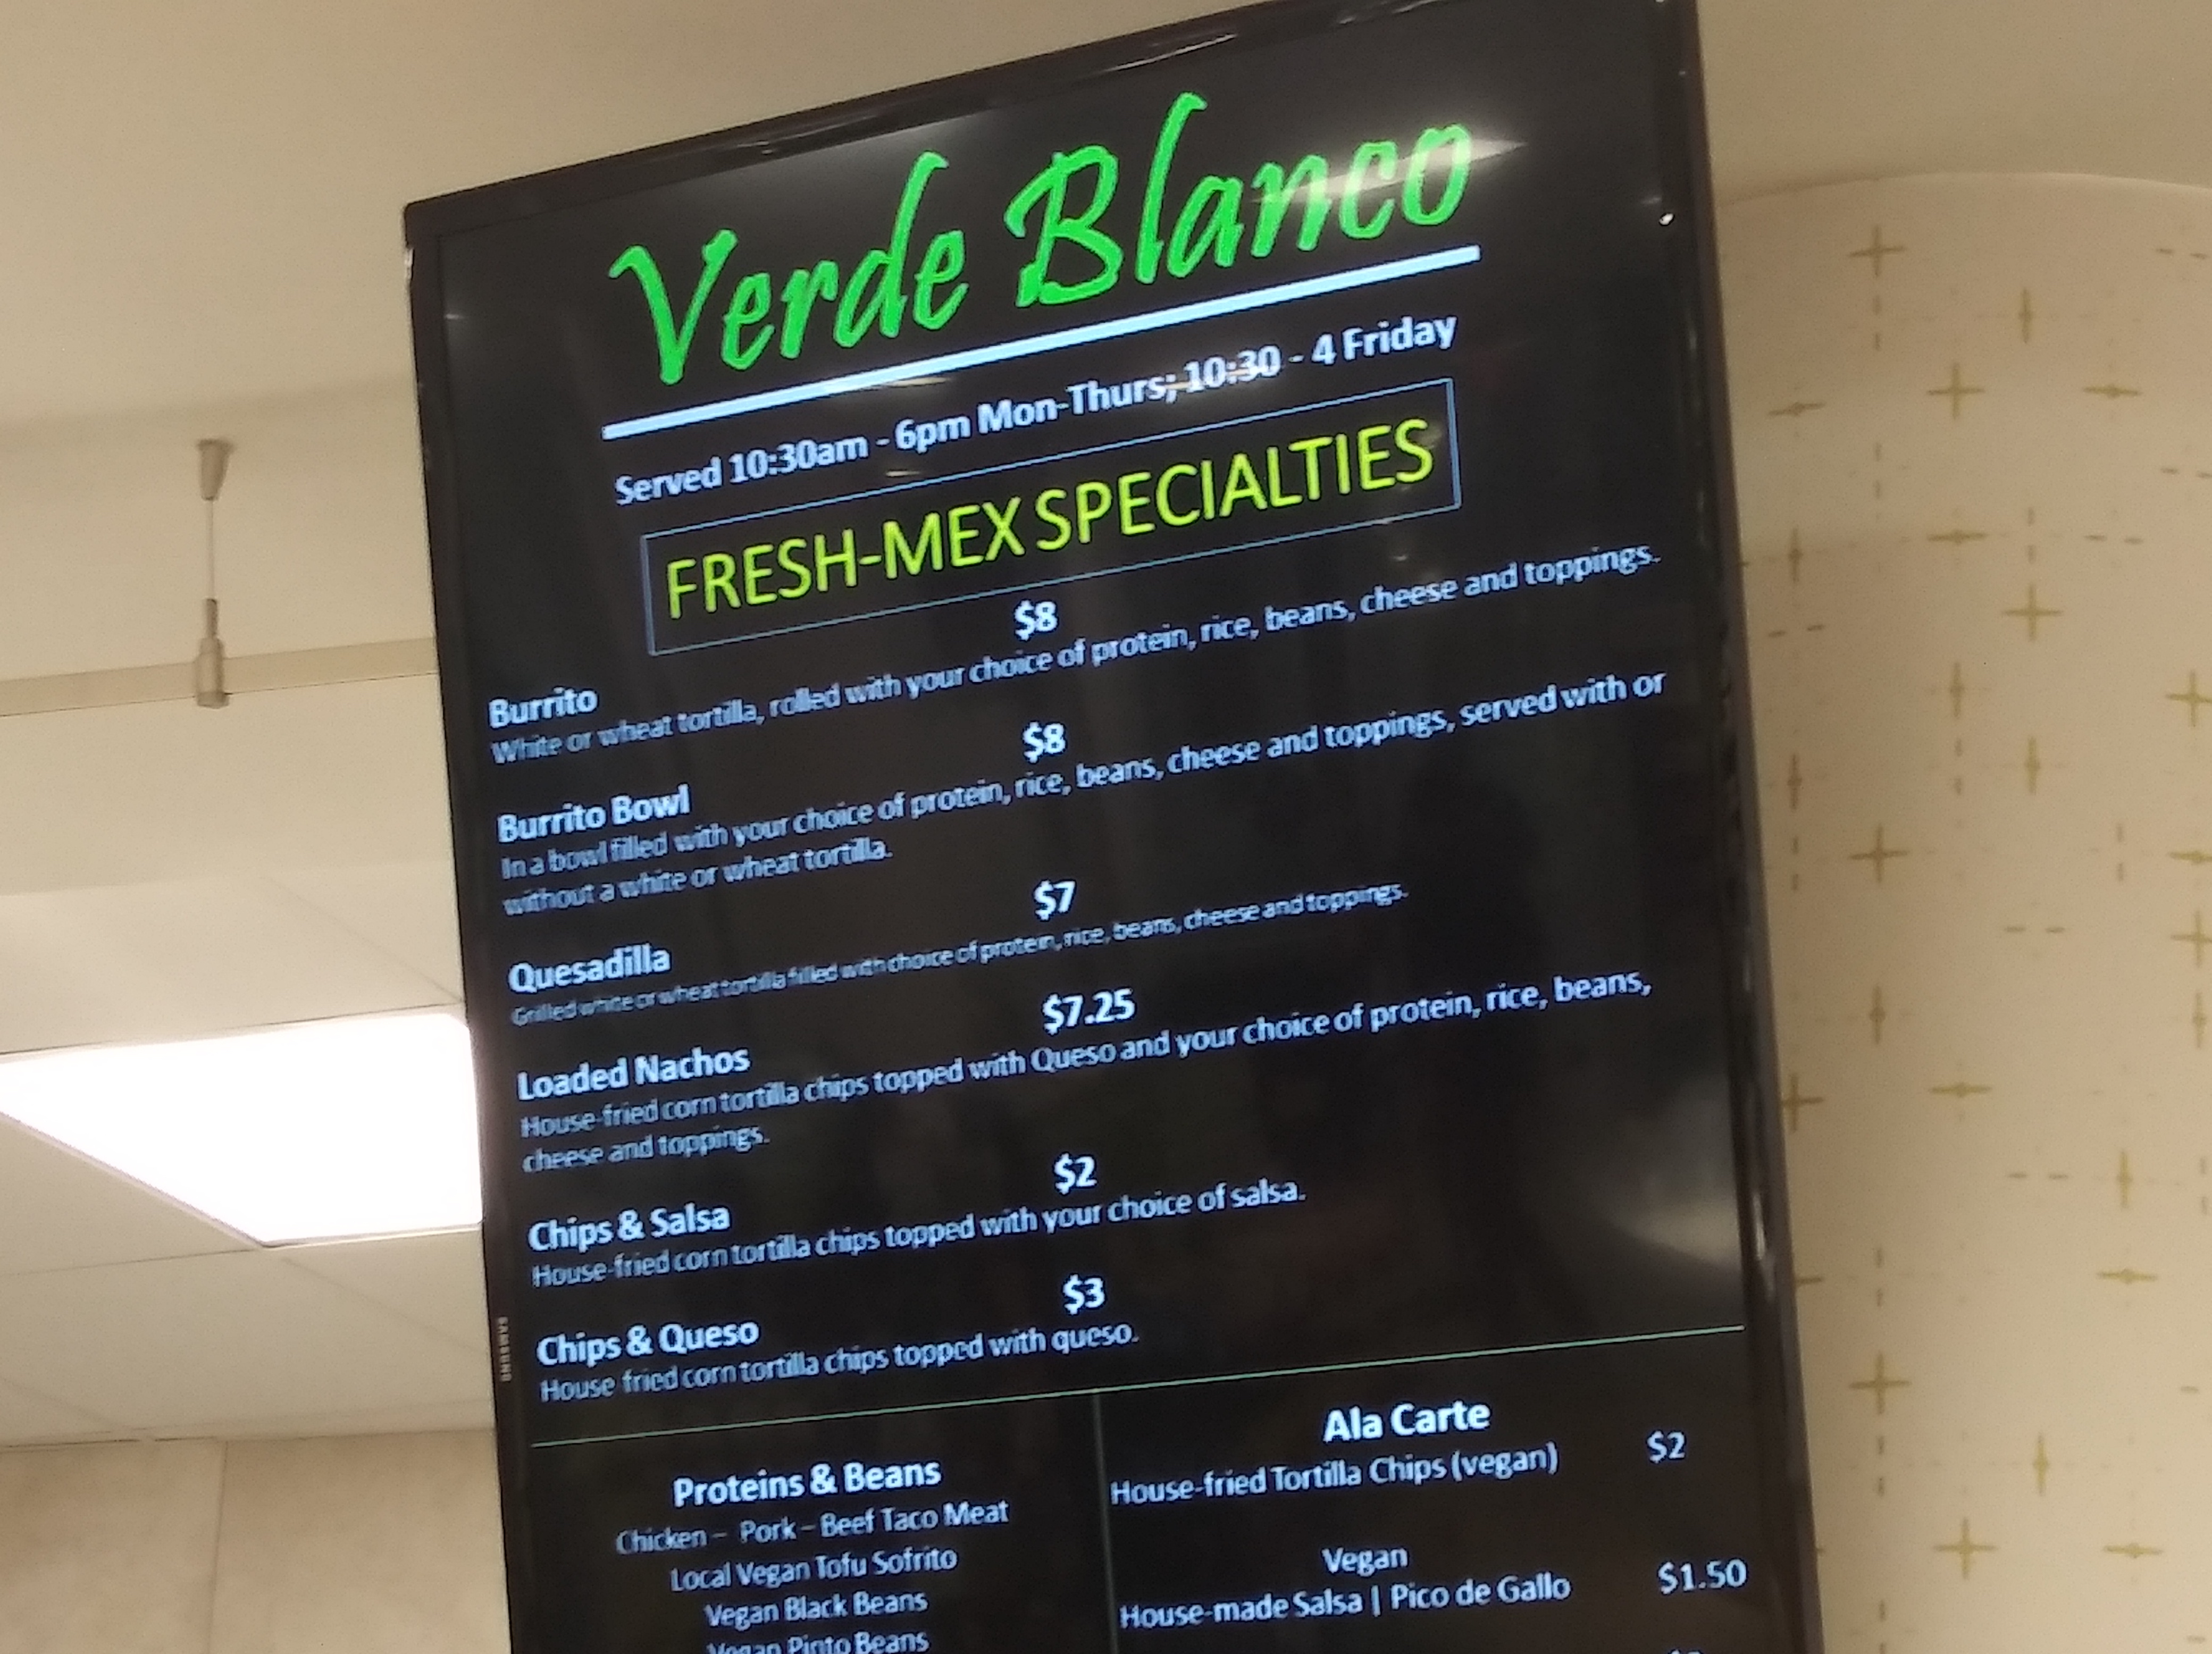 Verde Blanco
Served 10:30am - 6pm Mon-Thurs; 10:30 - 4 Friday
FRESH-MEX SPECIALTIES
Burrito $8
White or wheat tortilla, rolled with your choice of protein, rice, beans, cheese and toppings.
Burrito Bowl $8
In a bowl filled with your choice of protein, rice, beans, cheese and toppings, served with or
without a white or wheat tortilla.
Quesadilla $7
Grilled white or wheat tortilla filled with choice of protein, rice, beans, cheese and toppings.
Loaded Nachos $7.25
House-fried corn tortilla chips topped with Queso and your choice of protein, rice, beans,
cheese and toppings.
Chips & Salsa $2
House-fried corn tortilla chips topped with your choice of salsa.
Chips & Queso $3
House fried corn tortilla chips topped with queso.
Proteins & Beans
Chicken – Pork – Beef Taco Meat
Local Vegan Tofu Sofrito
Vegan Black Beans
Vegan Pinto Beans
Ala Carte
House-fried Tortilla Chips (vegan) $2
Vegan
House-made Salsa | Pico de Gallo $1.50
SAMSUNG